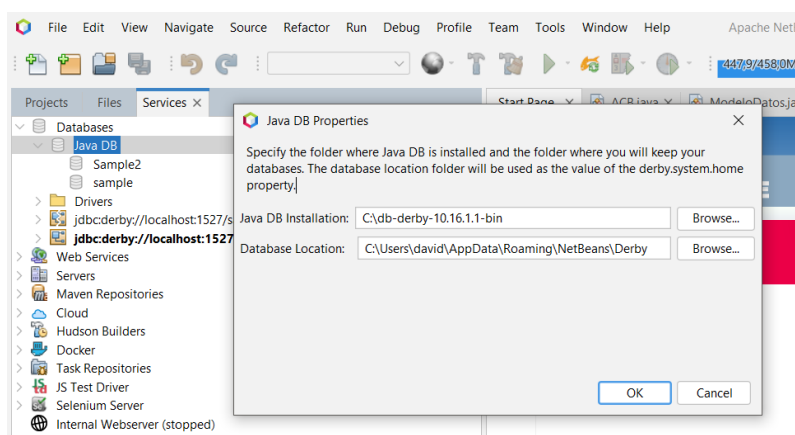 File Edit View Navigate Source Refactor Run Debug Profile Team Tools Window Help Apache Net
447,9/458,0M
Projects Files Services
Start Page ACB.java ModeloDatos.ja
Databases
Java DB
Sample2
sample
Drivers
jdbc:derby://localhost:1527/s
jdbc:derby://localhost:1527
Web Services
Servers
Maven Repositories
Cloud
Hudson Builders
Docker
Task Repositories
JS Test Driver
Selenium Server
Internal Webserver (stopped)
Java DB Properties
Specify the folder where Java DB is installed and the folder where you will keep your
databases. The database location folder will be used as the value of the derby.system.home
property.
Java DB Installation: C:\db-derby-10.16.1.1-bin Browse...
Database Location: C:\Users\david\AppData\Roaming\NetBeans\Derby Browse...
OK Cancel